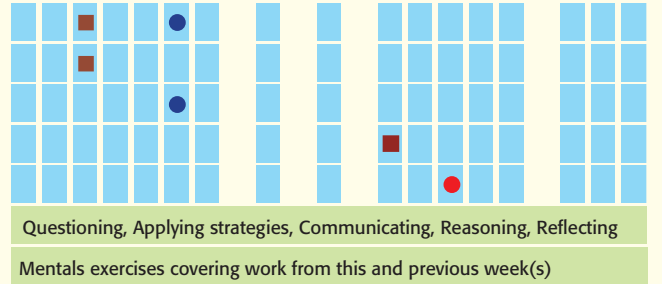 Questioning, Applying strategies, Communicating, Reasoning, Reflecting
Mentals exercises covering work from this and previous week(s)